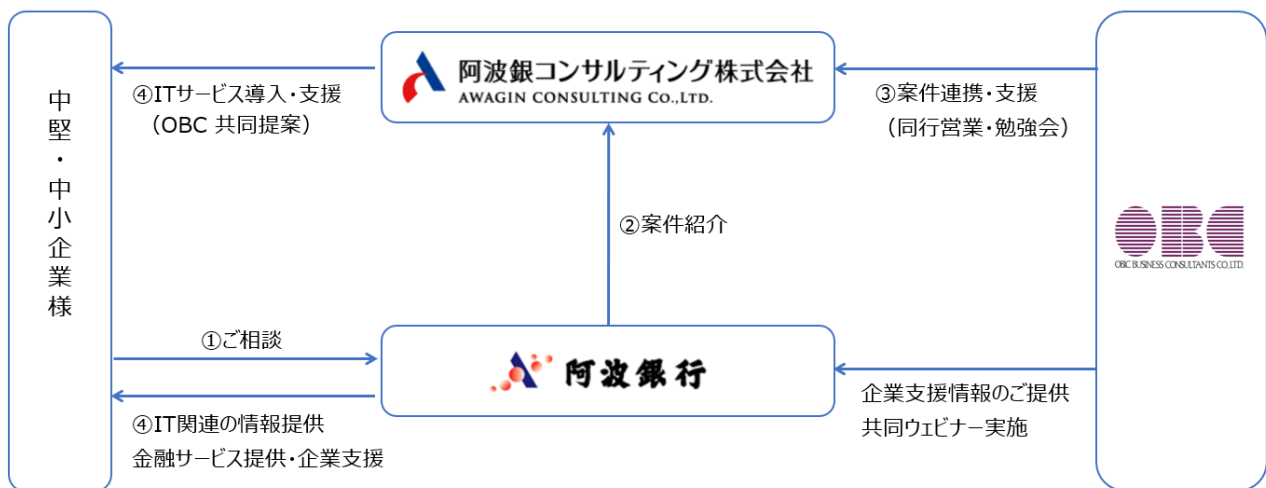 中堅・中小企業様
④ITサービス導入・支援
（OBC 共同提案）
阿波銀コンサルティング株式会社
AWAGIN CONSULTING CO.,LTD.
③案件連携・支援
（同行営業・勉強会）
②案件紹介
OBC
OBIC BUSINESS CONSULTANTS CO.,LTD.
①ご相談
阿波銀行
④IT関連の情報提供
金融サービス提供・企業支援
企業支援情報のご提供
共同ウェビナー実施